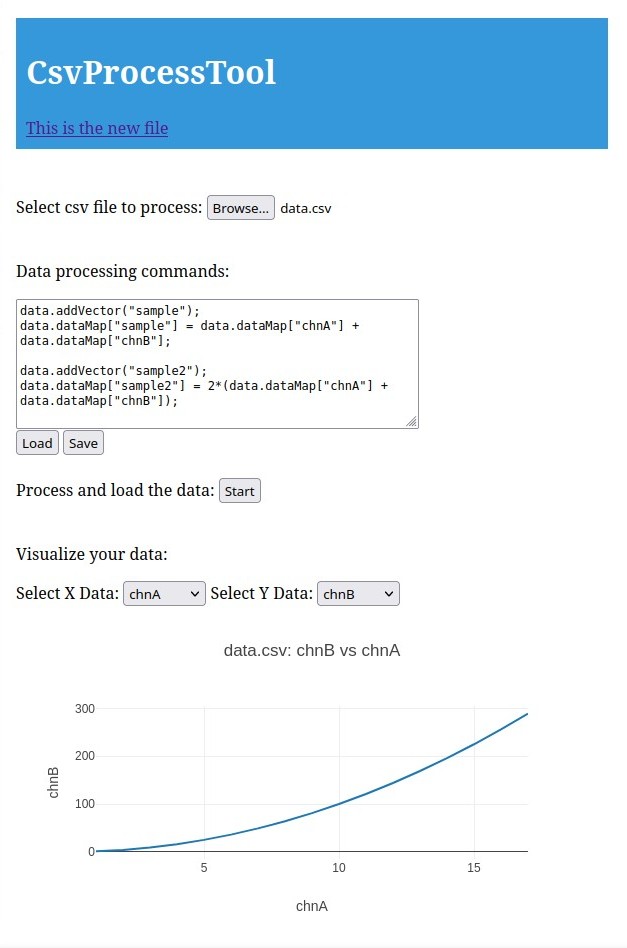 CsvProcessTool
This is the new file
Select csv file to process: Browse... data.csv
Data processing commands:
data.addVector("sample");
data.dataMap["sample"] = data.dataMap["chnA"] +
data.dataMap["chnB"];
data.addVector("sample2");
data.dataMap["sample2"] = 2*(data.dataMap["chnA"] +
data.dataMap["chnB"]);
Load Save
Process and load the data: Start
Visualize your data:
Select X Data: chnA Select Y Data: chnB
data.csv: chnB vs chnA
300
200
100
0
chnB
5 10 15
chnA